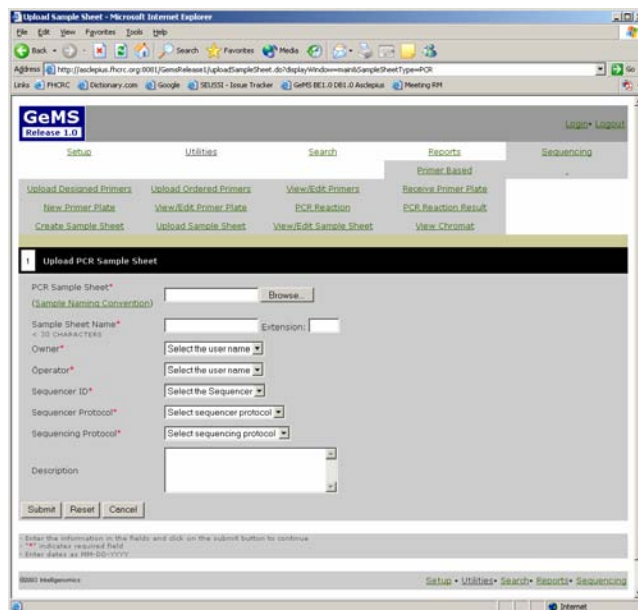 Upload Sample Sheet - Microsoft Internet Explorer
File Edit View Favorites Tools Help
Back Search Favorites Media
Address http://asclepius.fhcrc.org:8081/GemsRelease1/uploadSampleSheet.do?displayWindow=main&SampleSheetType=PCR Go
Links FHCRC Dictionary.com Google SEUSSI - Issue Tracker GeMS BE1.0 DB1.0 Asclepius Meeting RM
GeMS
Release 1.0
Login• Logout
Setup Utilities Search Reports Sequencing
Primer Based
Upload Designed Primers Upload Ordered Primers View/Edit Primers Receive Primer Plate
New Primer Plate View/Edit Primer Plate PCR Reaction PCR Reaction Result
Create Sample Sheet Upload Sample Sheet View/Edit Sample Sheet View Chromat
! Upload PCR Sample Sheet
PCR Sample Sheet* Browse...
(Sample Naming Convention)
Sample Sheet Name* Extension:
< 30 CHARACTERS
Owner* Select the user name
Operator* Select the user name
Sequencer ID* Select the Sequencer
Sequencer Protocol* Select sequencer protocol
Sequencing Protocol* Select sequencing protocol
Description
Submit Reset Cancel
- Enter the information in the fields and click on the submit button to continue
- "*" indicates required field
- Enter dates as MM-DD-YYYY
©2003 Intelligenomics Setup • Utilities• Search• Reports• Sequencing
Internet